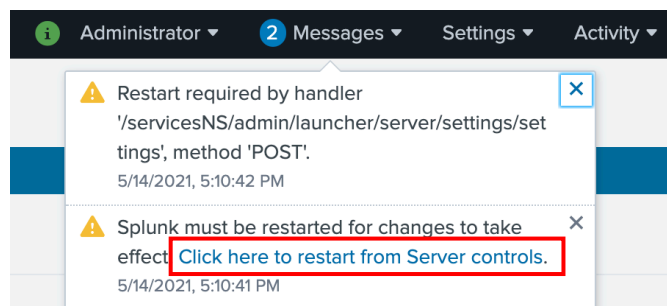 i Administrator ▾ 2 Messages ▾ Settings ▾ Activity ▾
Restart required by handler
'/servicesNS/admin/launcher/server/settings/set
tings', method 'POST'.
5/14/2021, 5:10:42 PM
Splunk must be restarted for changes to take
effect Click here to restart from Server controls.
5/14/2021, 5:10:41 PM